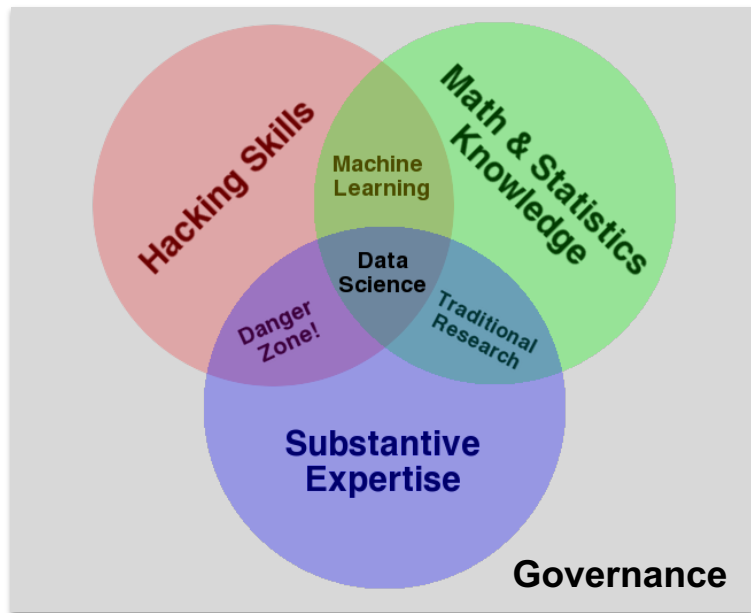 Hacking Skills
Math & Statistics
Knowledge
Machine
Learning
Data
Science
Danger
Zone!
Traditional
Research
Substantive
Expertise
Governance